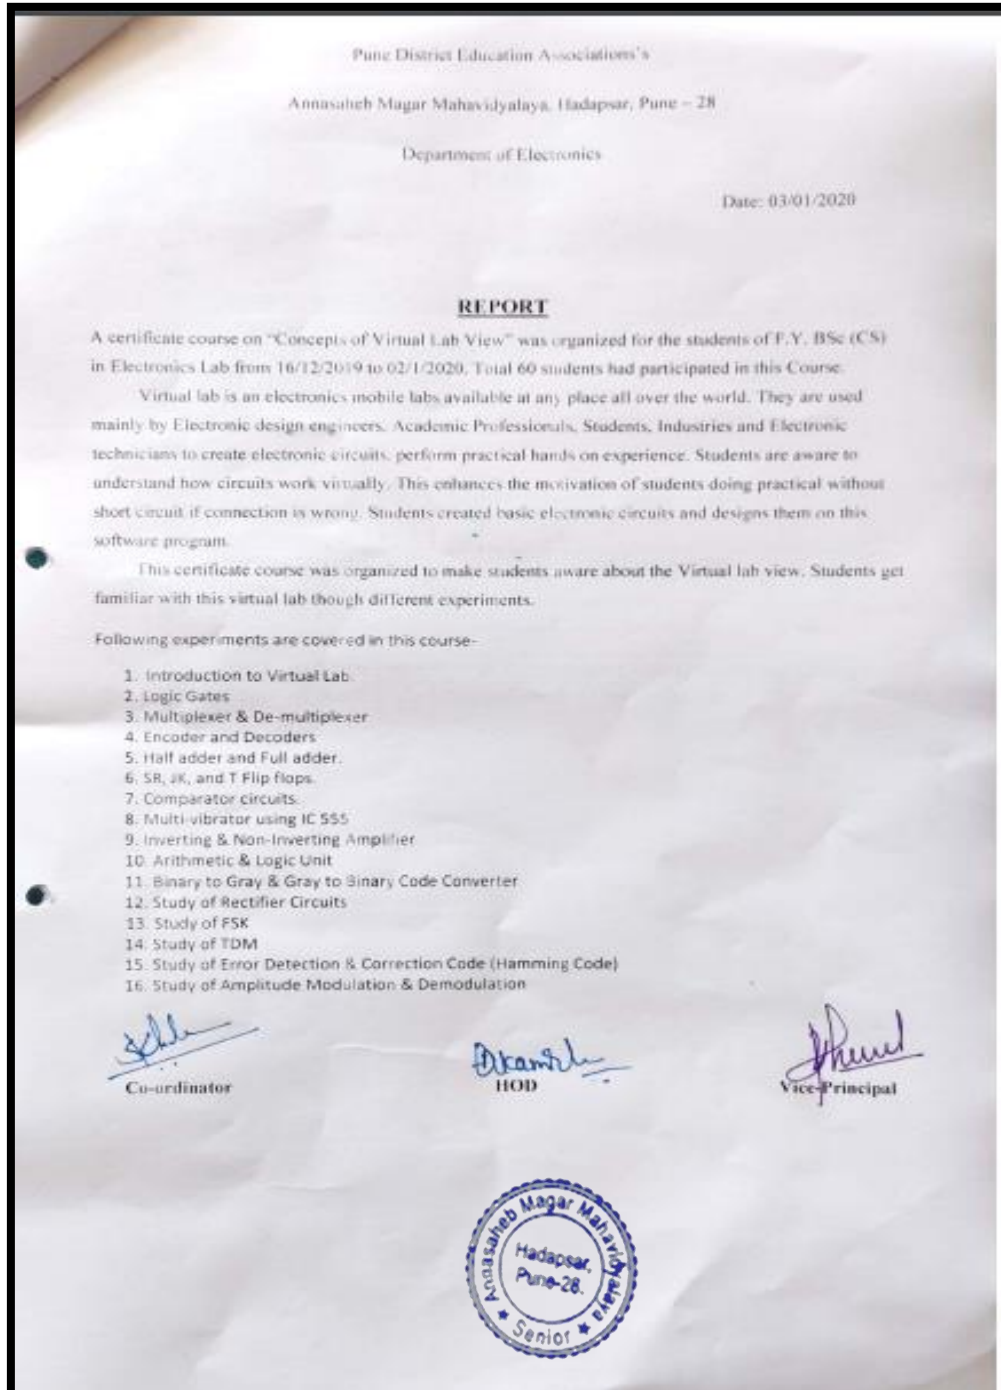 Pune District Education Associations's
Annasaheb Magar Mahavidyalaya, Hadapsar, Pune – 28
Department of Electronics
Date: 03/01/2020
REPORT
A certificate course on "Concepts of Virtual Lab View" was organized for the students of F.Y. BSc (CS)
in Electronics Lab from 16/12/2019 to 02/1/2020. Total 60 students had participated in this Course.
Virtual lab is an electronics mobile labs available at any place all over the world. They are used
mainly by Electronic design engineers, Academic Professionals, Students, Industries and Electronic
technicians to create electronic circuits, perform practical hands on experience. Students are aware to
understand how circuits work virtually. This enhances the motivation of students doing practical without
short circuit if connection is wrong. Students created basic electronic circuits and designs them on this
software program.
This certificate course was organized to make students aware about the Virtual lab view. Students get
familiar with this virtual lab though different experiments.
Following experiments are covered in this course-
1. Introduction to Virtual Lab.
2. Logic Gates
3. Multiplexer & De-multiplexer
4. Encoder and Decoders
5. Half adder and Full adder.
6. SR, JK, and T Flip flops.
7. Comparator circuits.
8. Multi-vibrator using IC 555
9. Inverting & Non-Inverting Amplifier
10. Arithmetic & Logic Unit
11. Binary to Gray & Gray to Binary Code Converter
12. Study of Rectifier Circuits
13. Study of FSK
14. Study of TDM
15. Study of Error Detection & Correction Code (Hamming Code)
16. Study of Amplitude Modulation & Demodulation
Co-ordinator
HOD
Vice-Principal
Annasaheb Magar Mahavidyalaya
Hadapsar,
Pune-28.
★ Senior ★